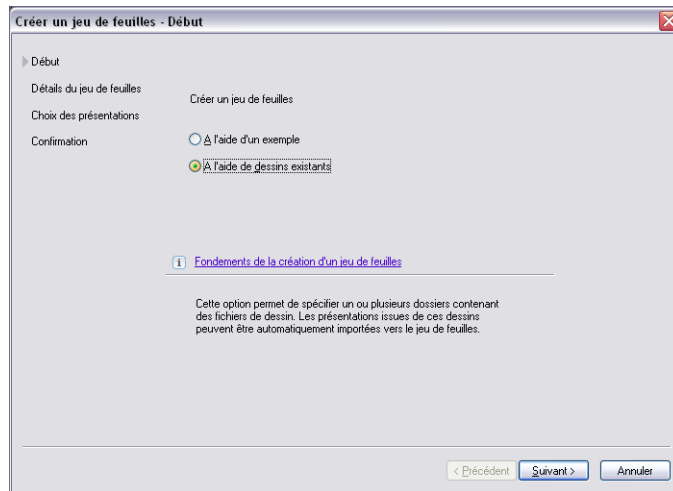 Créer un jeu de feuilles - Début
Début
Détails du jeu de feuilles
Choix des présentations
Confirmation
Créer un jeu de feuilles
A l'aide d'un exemple
A l'aide de dessins existants
Fondements de la création d'un jeu de feuilles
Cette option permet de spécifier un ou plusieurs dossiers contenant
des fichiers de dessin. Les présentations issues de ces dessins
peuvent être automatiquement importées vers le jeu de feuilles.
< Précédent
Suivant >
Annuler